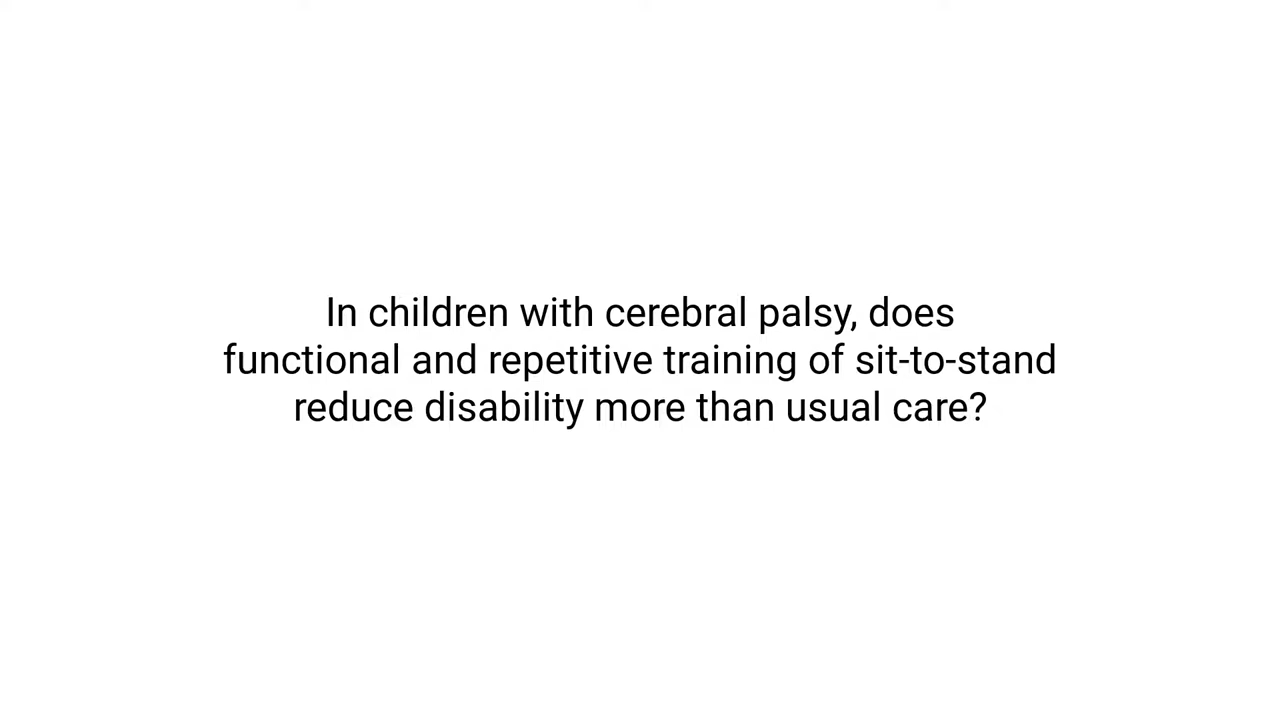 In children with cerebral palsy, does
functional and repetitive training of sit-to-stand
reduce disability more than usual care?